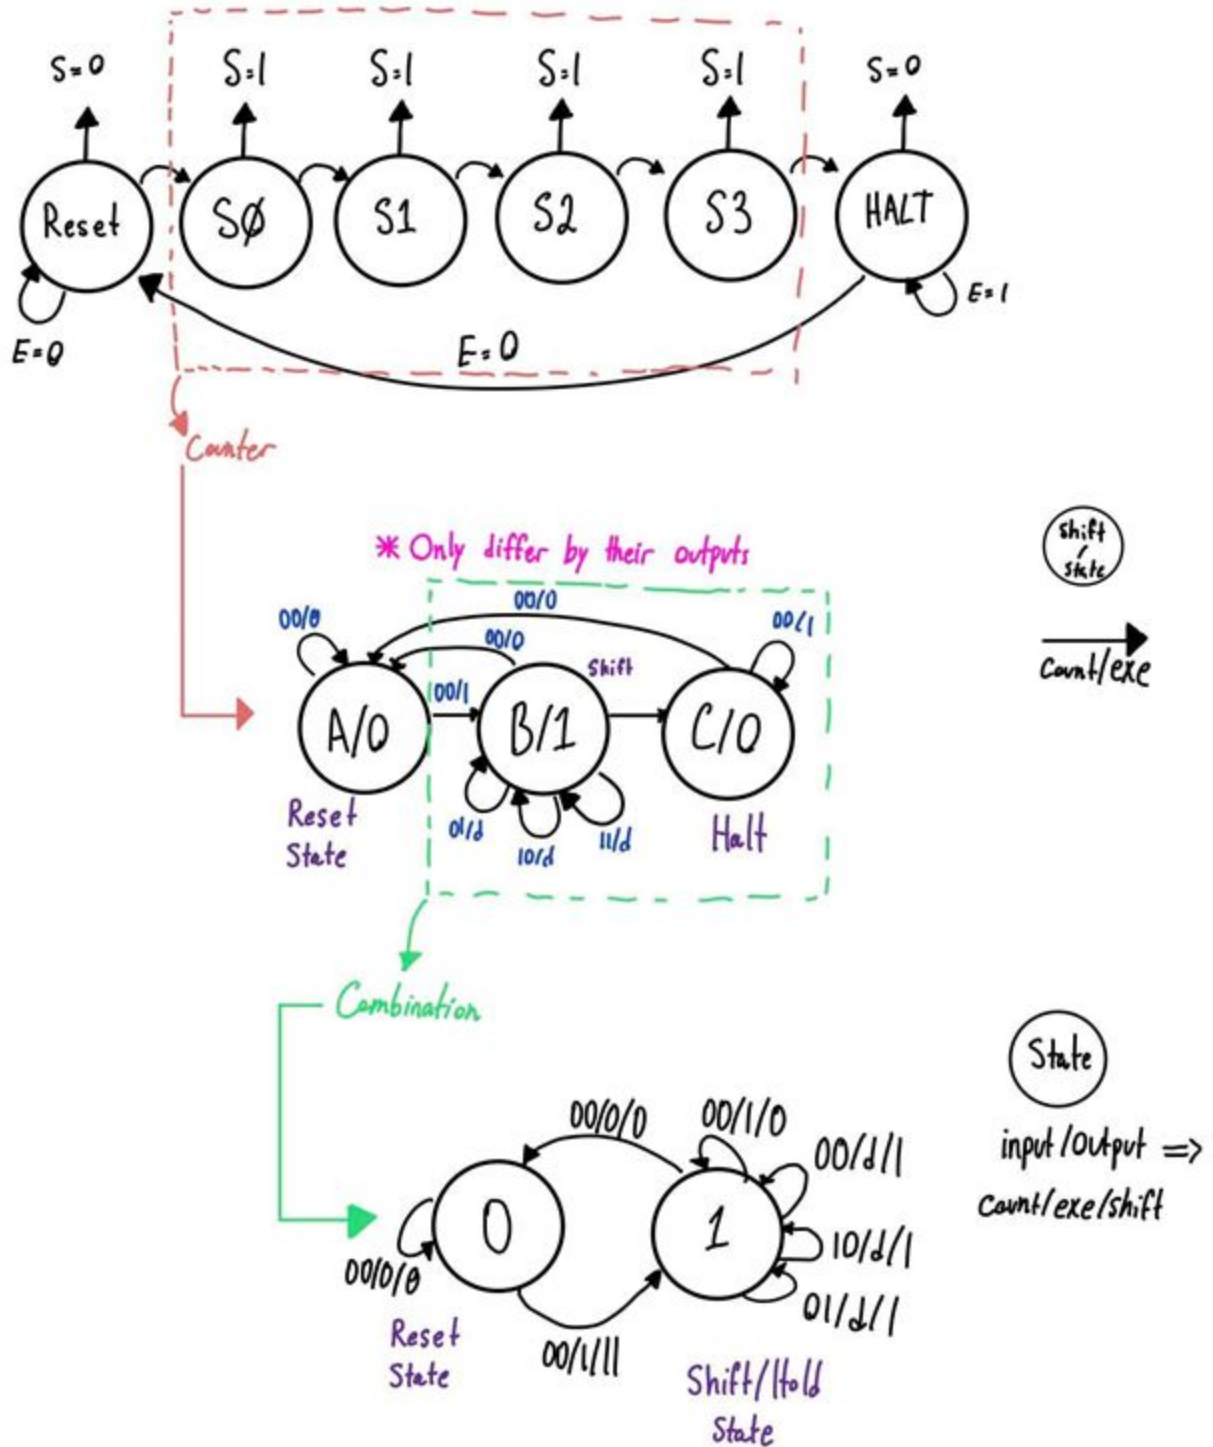 S=0
S=1
S=1
S=1
S=1
S=0
Reset
SØ
S1
S2
S3
HALT
E=0
E=0
E=1
Counter
* Only differ by their outputs
Shift
/
State
Count/exe
00/0
00/0
00/0
00/1
00/1
Shift
A/0
B/1
C/0
01/d
10/d
11/d
Reset
State
Halt
Combination
State
input/output =>
Count/exe/shift
00/0/0
00/1/0
00/d/1
10/d/1
01/d/1
0
1
00/0/0
00/1/11
Reset
State
Shift/Hold
State